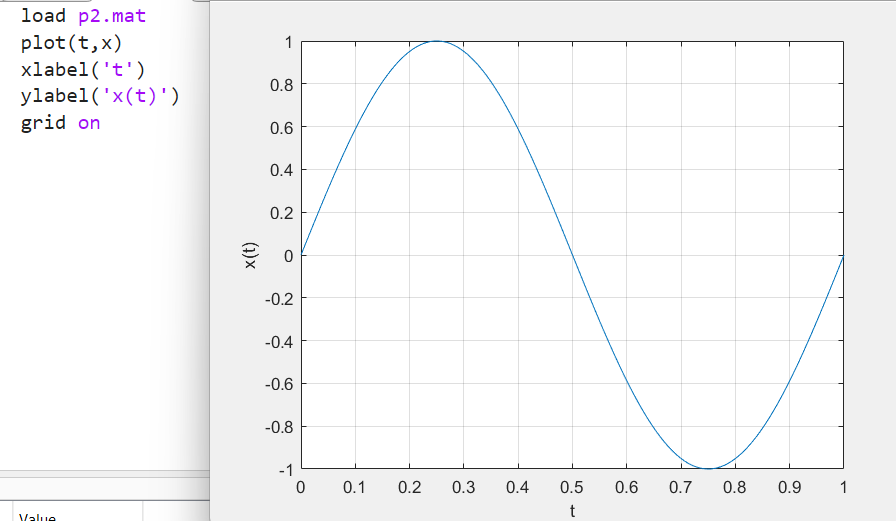 load p2.mat
plot(t,x)
xlabel('t')
ylabel('x(t)')
grid on
1
0.8
0.6
0.4
0.2
0
-0.2
-0.4
-0.6
-0.8
-1
x(t)
0 0.1 0.2 0.3 0.4 0.5 0.6 0.7 0.8 0.9 1
t
Value